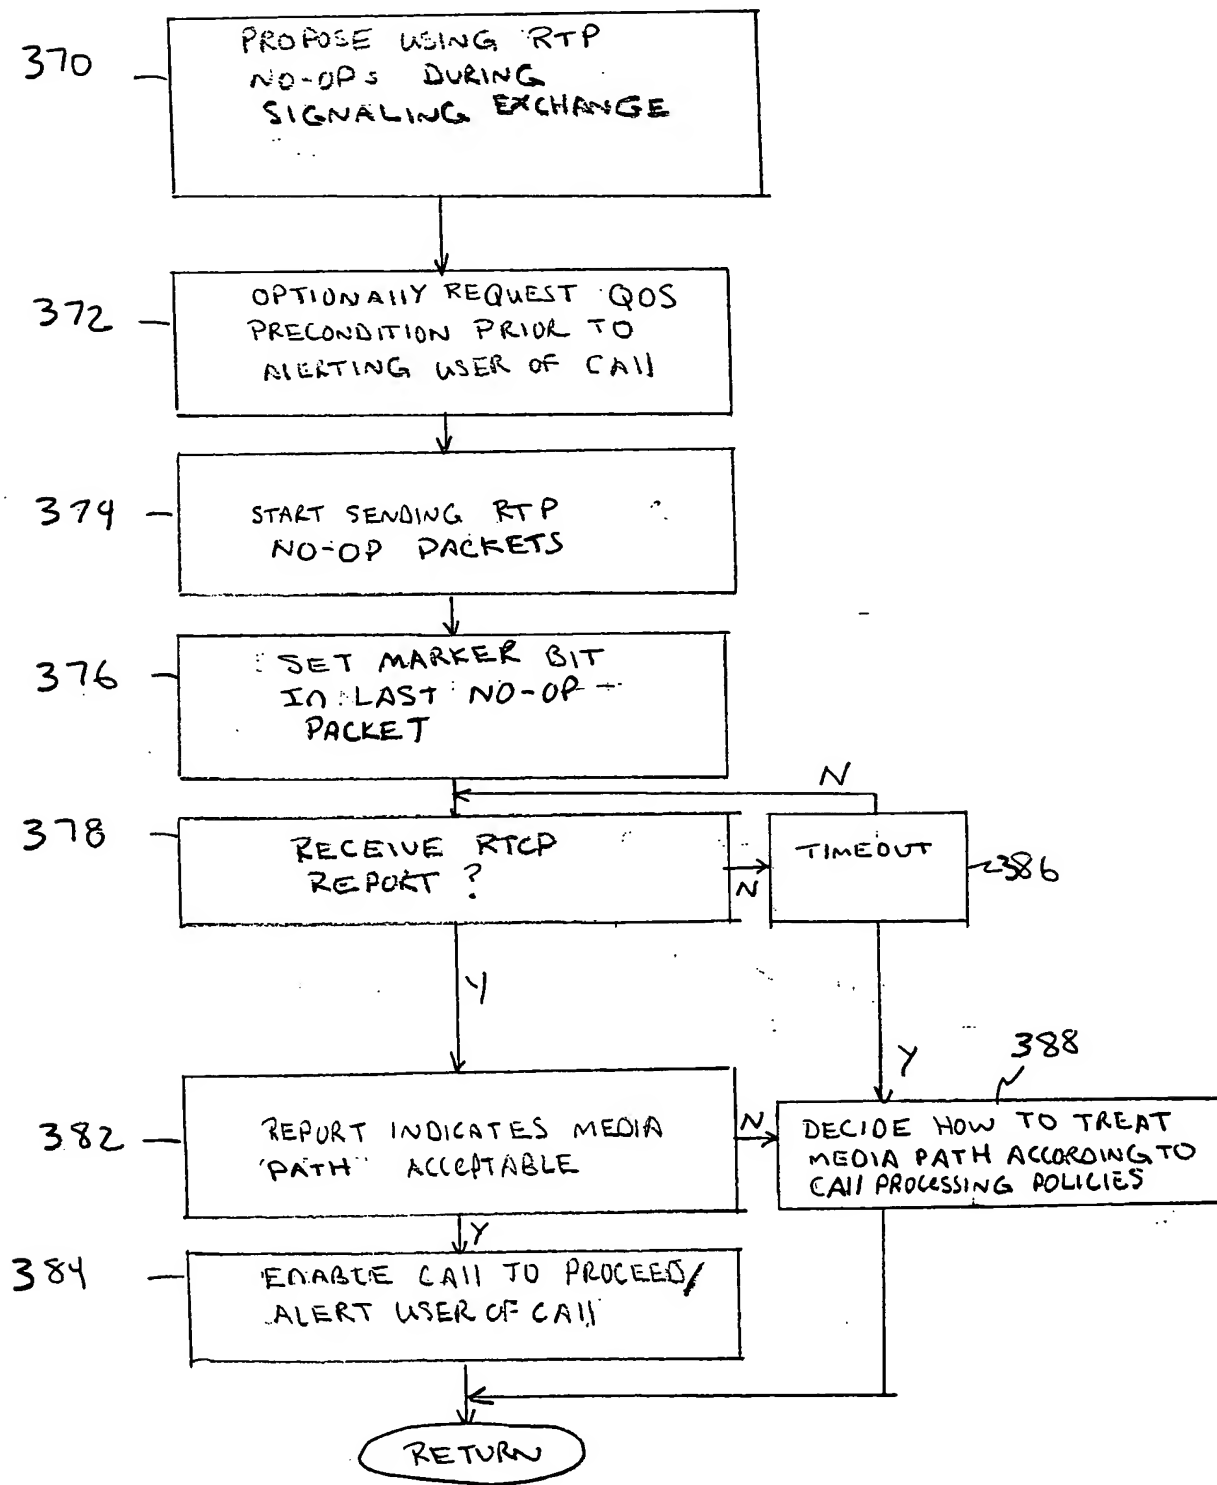 370
PROPOSE USING RTP
NO-OPs DURING
SIGNALING EXCHANGE
372
OPTIONALLY REQUEST QOS
PRECONDITION PRIOR TO
ALERTING USER OF CALL
374
START SENDING RTP
NO-OP PACKETS
376
SET MARKER BIT
IN LAST NO-OP
PACKET
N
378
RECEIVE RTCP
REPORT ?
N
TIMEOUT
386
Y
Y
388
382
REPORT INDICATES MEDIA
PATH ACCEPTABLE
N
DECIDE HOW TO TREAT
MEDIA PATH ACCORDING TO
CALL PROCESSING POLICIES
Y
384
ENABLE CALL TO PROCEED/
ALERT USER OF CALL
RETURN